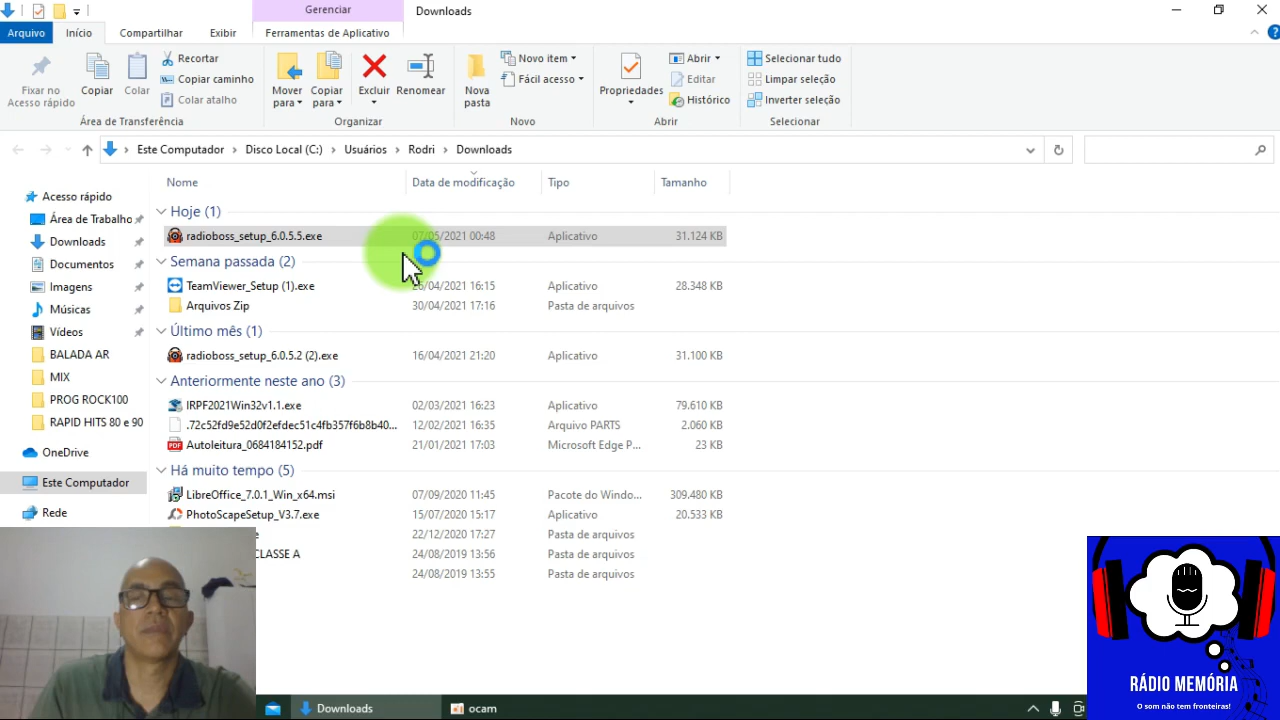 Gerenciar
Downloads
Arquivo
Início
Compartilhar
Exibir
Ferramentas de Aplicativo
Fixar no
Acesso rápido
Copiar
Colar
Recortar
Copiar caminho
Colar atalho
Mover
para
Copiar
para
Excluir
Renomear
Nova
pasta
Novo item
Fácil acesso
Propriedades
Abrir
Editar
Histórico
Selecionar tudo
Limpar seleção
Inverter seleção
Área de Transferência
Organizar
Novo
Abrir
Selecionar
Este Computador
Disco Local (C:)
Usuários
Rodri
Downloads
Nome
Data de modificação
Tipo
Tamanho
Acesso rápido
Área de Trabalho
Downloads
Documentos
Imagens
Músicas
Vídeos
BALADA AR
MIX
PROG ROCK100
RAPID HITS 80 e 90
OneDrive
Este Computador
Rede
Hoje (1)
radioboss_setup_6.0.5.5.exe 07/05/2021 00:48 Aplicativo 31.124 KB
Semana passada (2)
TeamViewer_Setup (1).exe 26/04/2021 16:15 Aplicativo 28.348 KB
Arquivos Zip 30/04/2021 17:16 Pasta de arquivos
Último mês (1)
radioboss_setup_6.0.5.2 (2).exe 16/04/2021 21:20 Aplicativo 31.100 KB
Anteriormente neste ano (3)
IRPF2021Win32v1.1.exe 02/03/2021 16:23 Aplicativo 79.610 KB
.72c52fd9e52d0f2efdec51c4fb357f6b8b40... 12/02/2021 16:35 Arquivo PARTS 2.060 KB
Autoleitura_0684184152.pdf 21/01/2021 17:03 Microsoft Edge P... 23 KB
Há muito tempo (5)
LibreOffice_7.0.1_Win_x64.msi 07/09/2020 11:45 Pacote do Windo... 309.480 KB
PhotoScapeSetup_V3.7.exe 15/07/2020 15:17 Aplicativo 20.533 KB
22/12/2020 17:27 Pasta de arquivos
CLASSE A 24/08/2019 13:56 Pasta de arquivos
24/08/2019 13:55 Pasta de arquivos
RÁDIO MEMÓRIA
O som não tem fronteiras!
Downloads
ocam